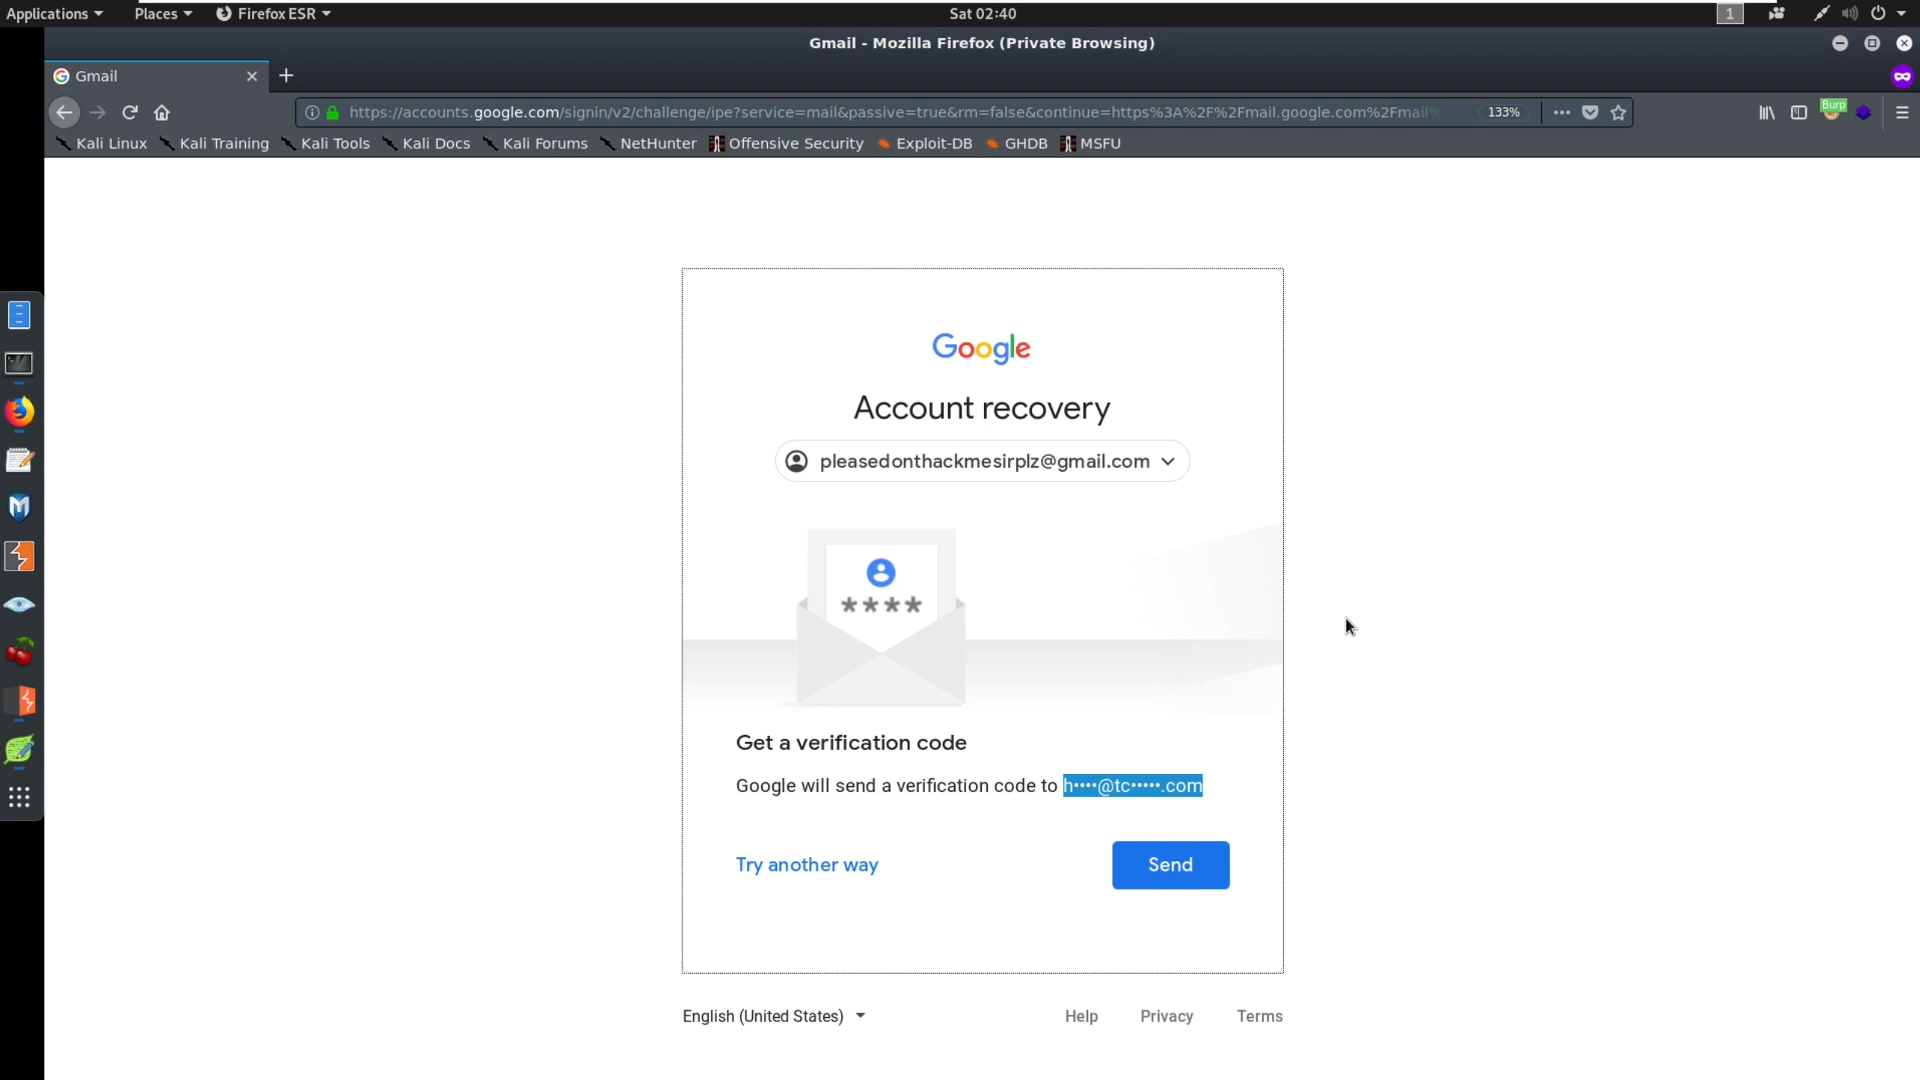 Applications Places Firefox ESR Sat 02:40 1
Gmail - Mozilla Firefox (Private Browsing)
Gmail
https://accounts.google.com/signin/v2/challenge/ipe?service=mail&passive=true&rm=false&continue=https%3A%2F%2Fmail.google.com%2Fmail% 133% Burp
Kali Linux Kali Training Kali Tools Kali Docs Kali Forums NetHunter Offensive Security Exploit-DB GHDB MSFU
Google
Account recovery
pleasedonthackmesirplz@gmail.com
****
Get a verification code
Google will send a verification code to h••••@tc•••••.com
Try another way Send
English (United States) Help Privacy Terms